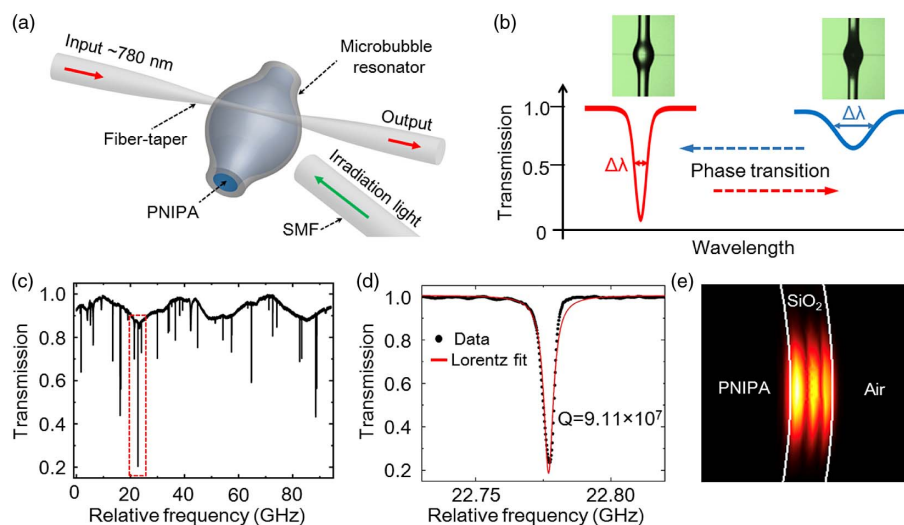 (a)
Input ~780 nm
Microbubble
resonator
Fiber-taper
Output
PNIPA
Irradiation light
SMF
(b)
Transmission
1.0
0.5
0
Δλ
Δλ
Phase transition
Wavelength
(c)
Transmission
1.0
0.8
0.6
0.4
0.2
0 20 40 60 80
Relative frequency (GHz)
(d)
Transmission
1.0
0.8
0.6
0.4
0.2
Data
Lorentz fit
Q=9.11×10⁷
22.75 22.80
Relative frequency (GHz)
(e)
SiO₂
PNIPA
Air